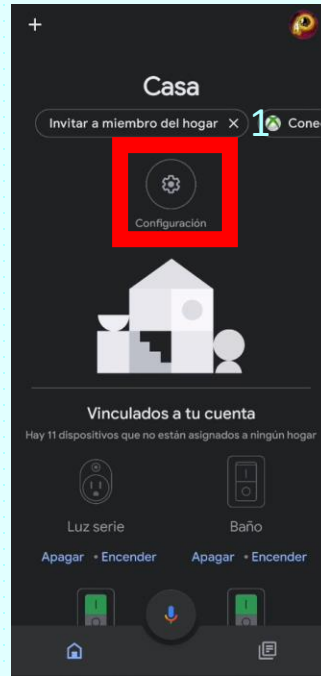 Casa
Invitar a miembro del hogar
1
Cone
Configuración
Vinculados a tu cuenta
Hay 11 dispositivos que no están asignados a ningún hogar
Luz serie
Baño
Apagar • Encender
Apagar • Encender